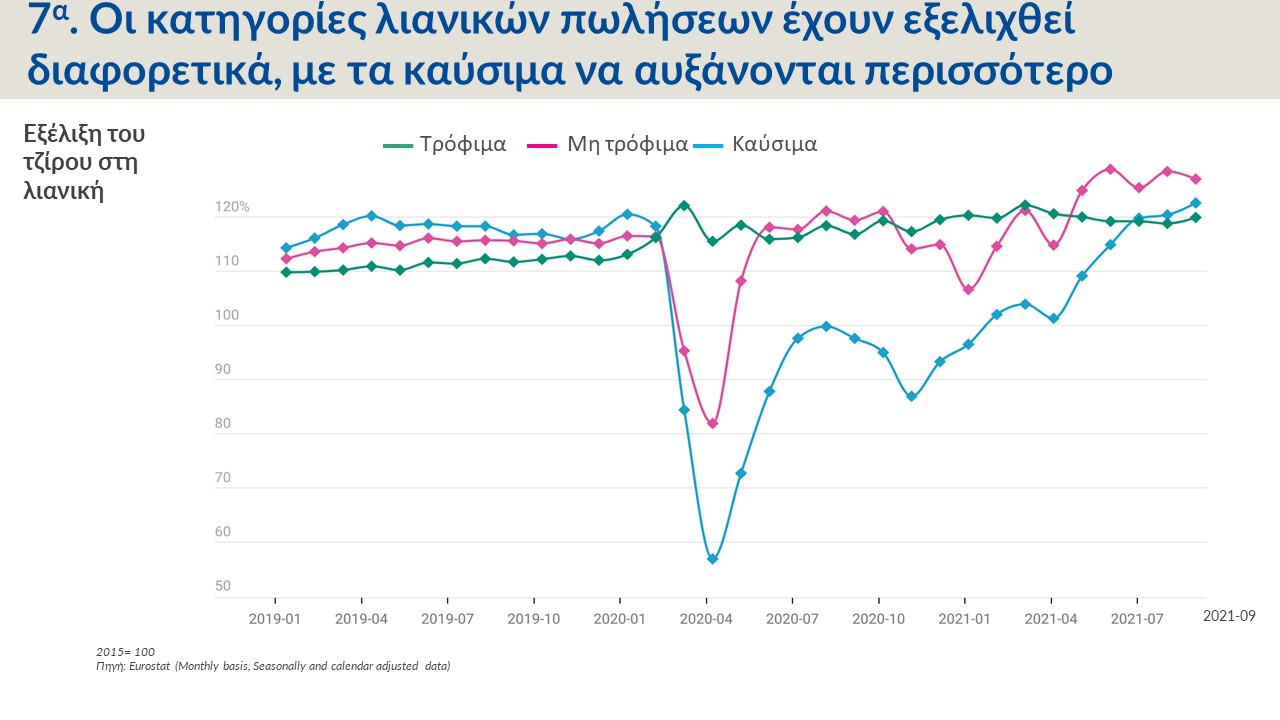 7α. Οι κατηγορίες λιανικών πωλήσεων έχουν εξελιχθεί
διαφορετικά, με τα καύσιμα να αυξάνονται περισσότερο
Εξέλιξη του
τζίρου στη
λιανική
Τρόφιμα Μη τρόφιμα Καύσιμα
120%
110
100
90
80
70
60
50
2019-01 2019-04 2019-07 2019-10 2020-01 2020-04 2020-07 2020-10 2021-01 2021-04 2021-07 2021-09
2015= 100
Πηγή: Eurostat (Monthly basis, Seasonally and calendar adjusted data)